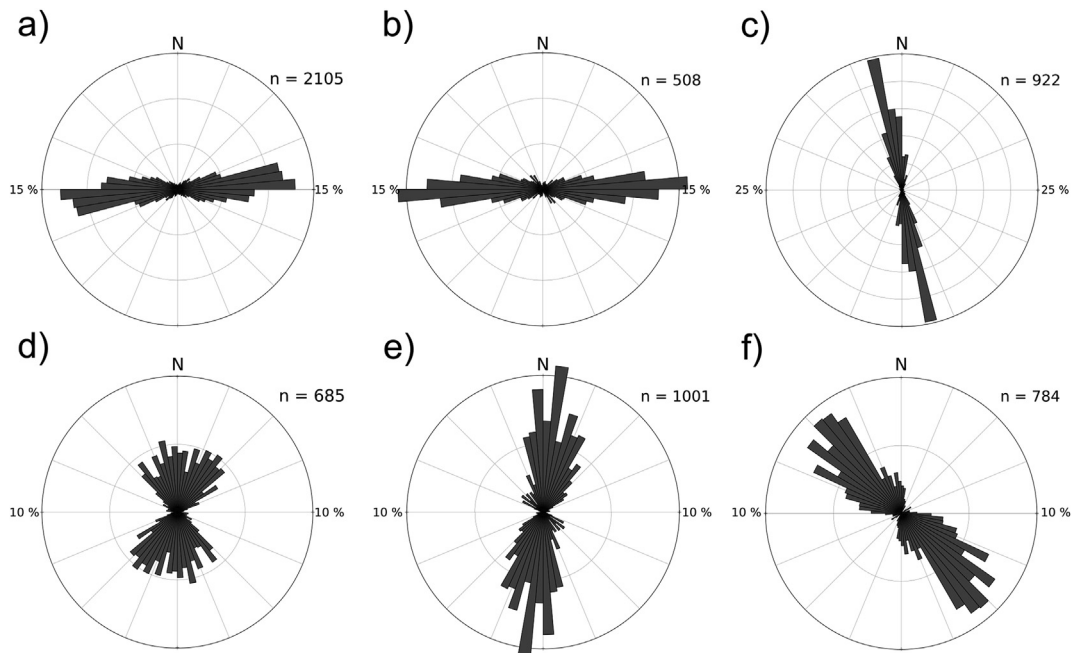 a)
N
n = 2105
15 %
15 %
b)
N
n = 508
15 %
15 %
c)
N
n = 922
25 %
25 %
d)
N
n = 685
10 %
10 %
e)
N
n = 1001
10 %
10 %
f)
N
n = 784
10 %
10 %